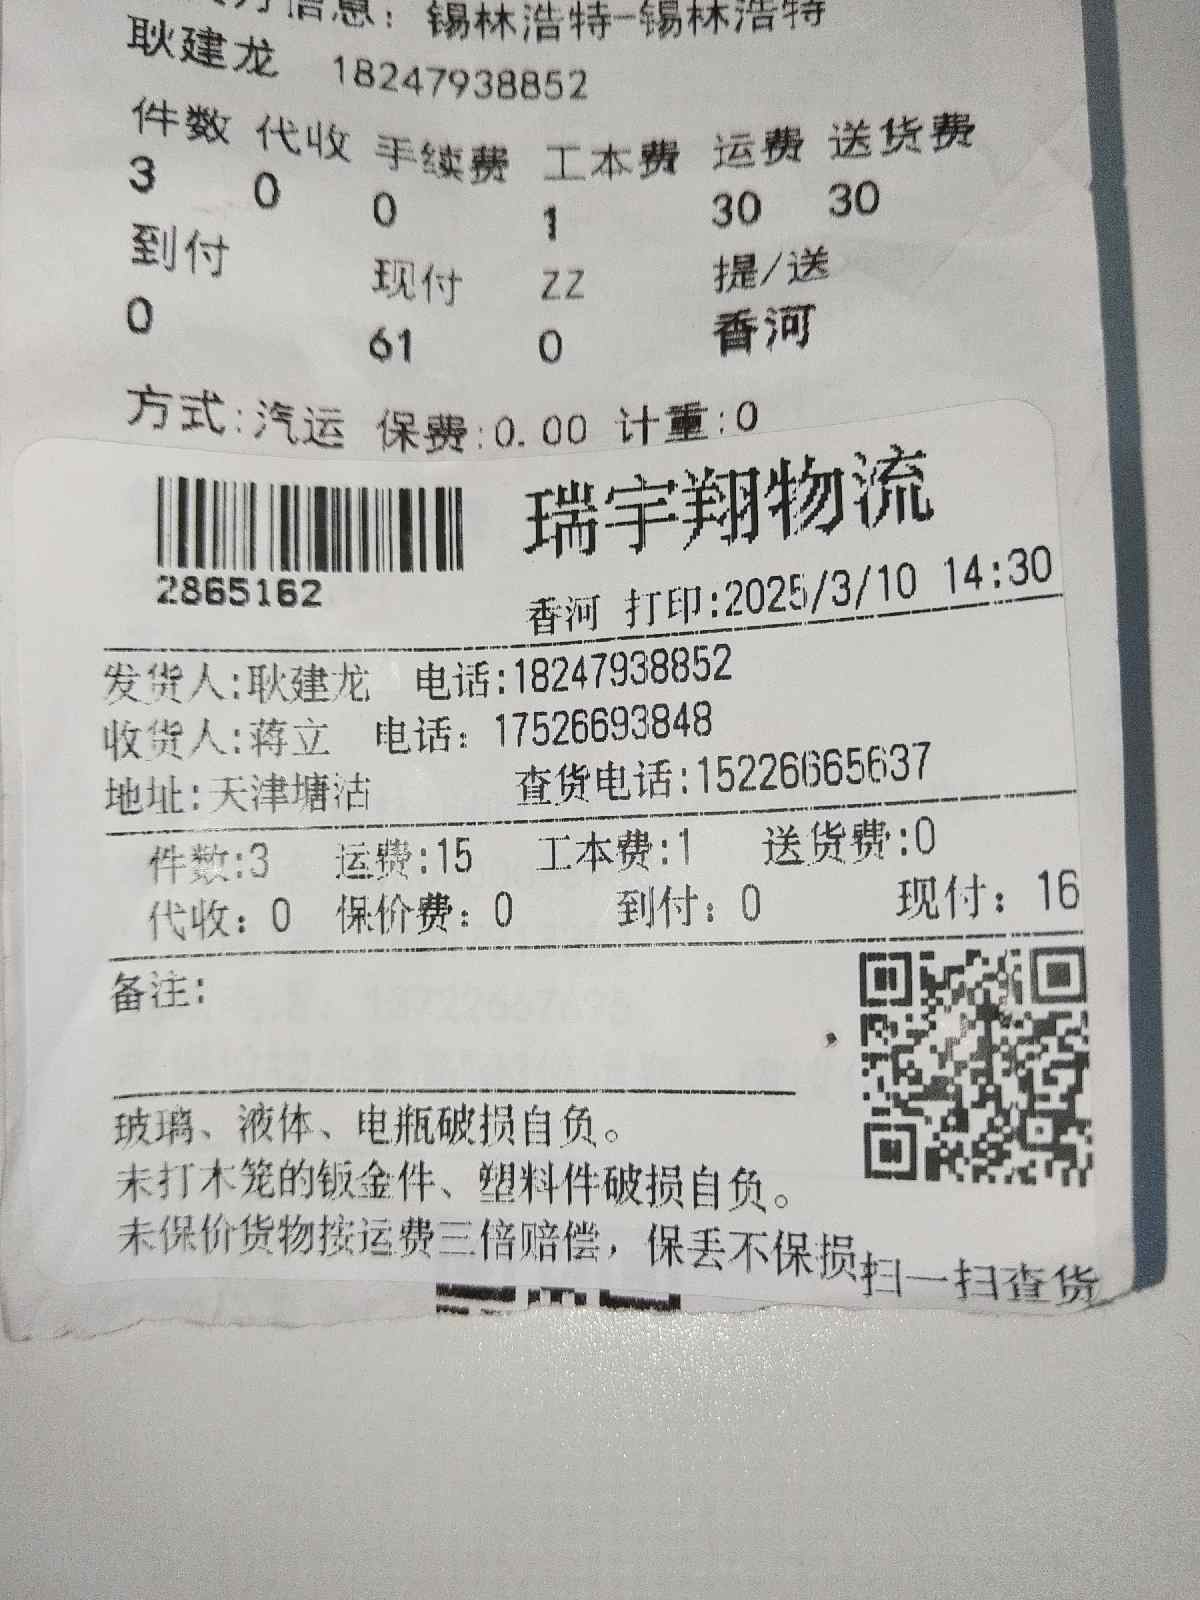 信息：锡林浩特-锡林浩特
耿建龙 18247938852
件数 代收 手续费 工本费 运费 送货费
3 0 0 1 30 30
到付 现付 ZZ 提/送
0 61 0 香河
方式:汽运 保费:0.00 计重:0
瑞宇翔物流
2865162
香河 打印:2025/3/10 14:30
发货人:耿建龙 电话:18247938852
收货人:蒋立 电话：17526693848
地址:天津塘沽 查货电话:15226665637
件数:3 运费:15 工本费:1 送货费:0
代收：0 保价费：0 到付：0 现付：16
备注:
玻璃、液体、电瓶破损自负。
未打木笼的钣金件、塑料件破损自负。
未保价货物按运费三倍赔偿，保丢不保损
扫一扫查货